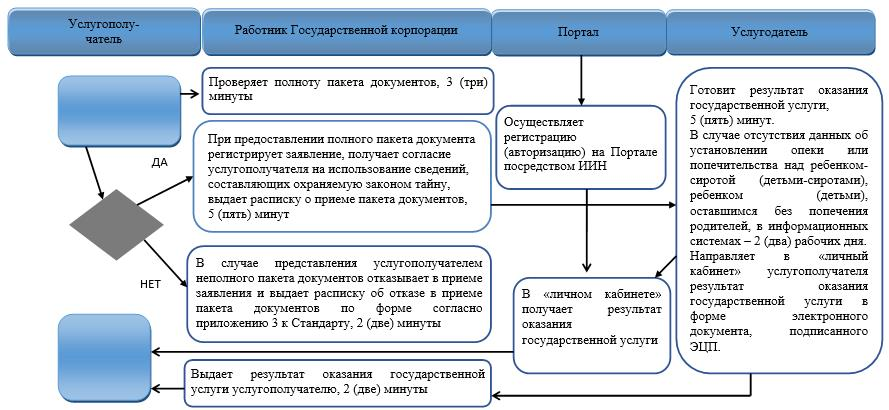 Услугополу-
чатель
Работник Государственной корпорации
Портал
Услугодатель
Проверяет полноту пакета документов, 3 (три)
минуты
ДА
При предоставлении полного пакета документа
регистрирует заявление, получает согласие
услугополучателя на использование сведений,
составляющих охраняемую законом тайну,
выдает расписку о приеме пакета документов,
5 (пять) минут
НЕТ
В случае представления услугополучателем
неполного пакета документов отказывает в приеме
заявления и выдает расписку об отказе в приеме
пакета документов по форме согласно
приложению 3 к Стандарту, 2 (две) минуты
Выдает результат оказания государственной
услуги услугополучателю, 2 (две) минуты
Осуществляет
регистрацию
(авторизацию) на Портале
посредством ИИН
В «личном кабинете»
получает результат
оказания
государственной услуги
Готовит результат оказания
государственной услуги,
5 (пять) минут.
В случае отсутствия данных об
установлении опеки или
попечительства над ребенком-
сиротой (детьми-сиротами),
ребенком (детьми),
оставшимся без попечения
родителей, в информационных
системах – 2 (два) рабочих дня.
Направляет в «личный
кабинет» услугополучателя
результат оказания
государственной услуги в
форме электронного
документа, подписанного
ЭЦП.